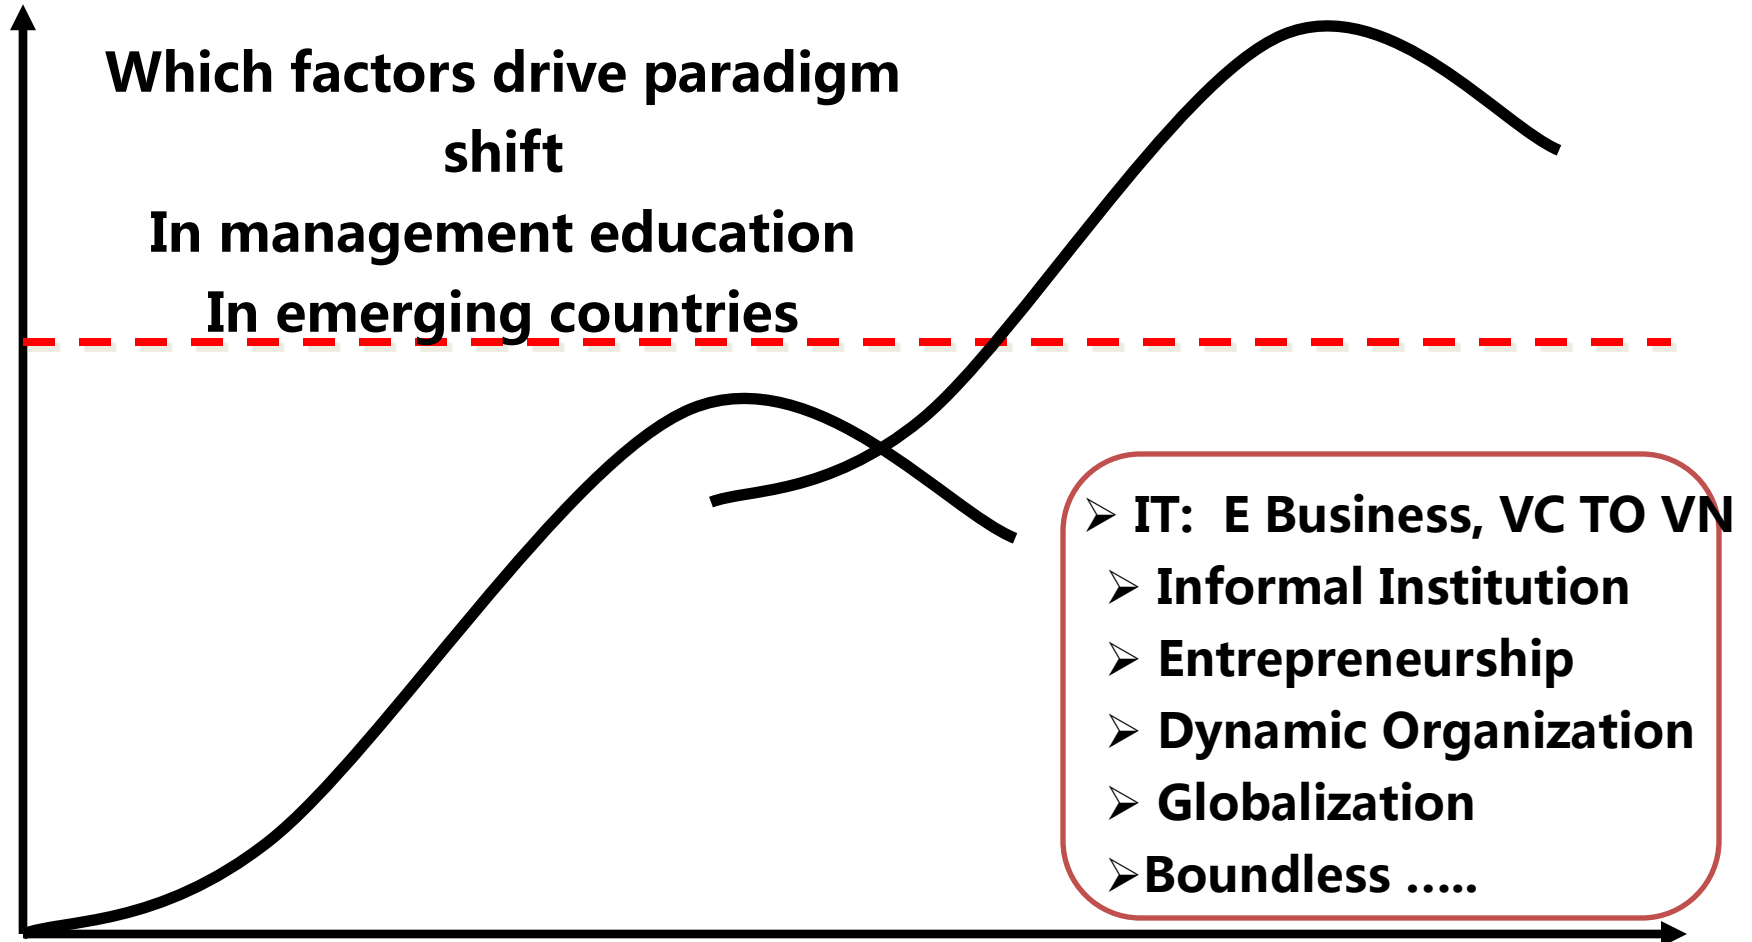 Which factors drive paradigm
shift
In management education
In emerging countries
➢ IT:  E Business, VC TO VN
➢ Informal Institution
➢ Entrepreneurship
➢ Dynamic Organization
➢ Globalization
➢Boundless …..